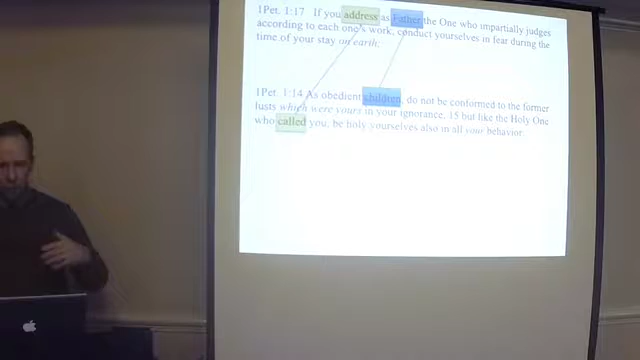 1Pet. 1:17 If you address as Father the One who impartially judges
according to each one's work, conduct yourselves in fear during the
time of your stay on earth;
1Pet. 1:14 As obedient children, do not be conformed to the former
lusts which were yours in your ignorance, 15 but like the Holy One
who called you, be holy yourselves also in all your behavior;